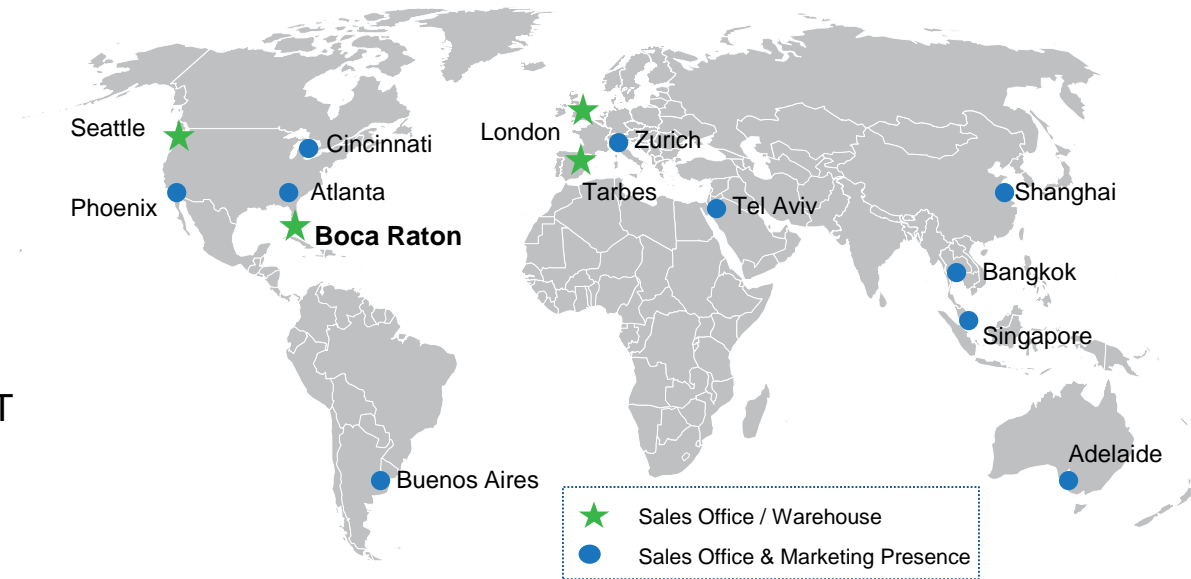 Seattle
Cincinnati
London
Zurich
Phoenix
Atlanta
Tarbes
Tel Aviv
Shanghai
Boca Raton
Bangkok
Singapore
T
Adelaide
Buenos Aires
Sales Office / Warehouse
Sales Office & Marketing Presence